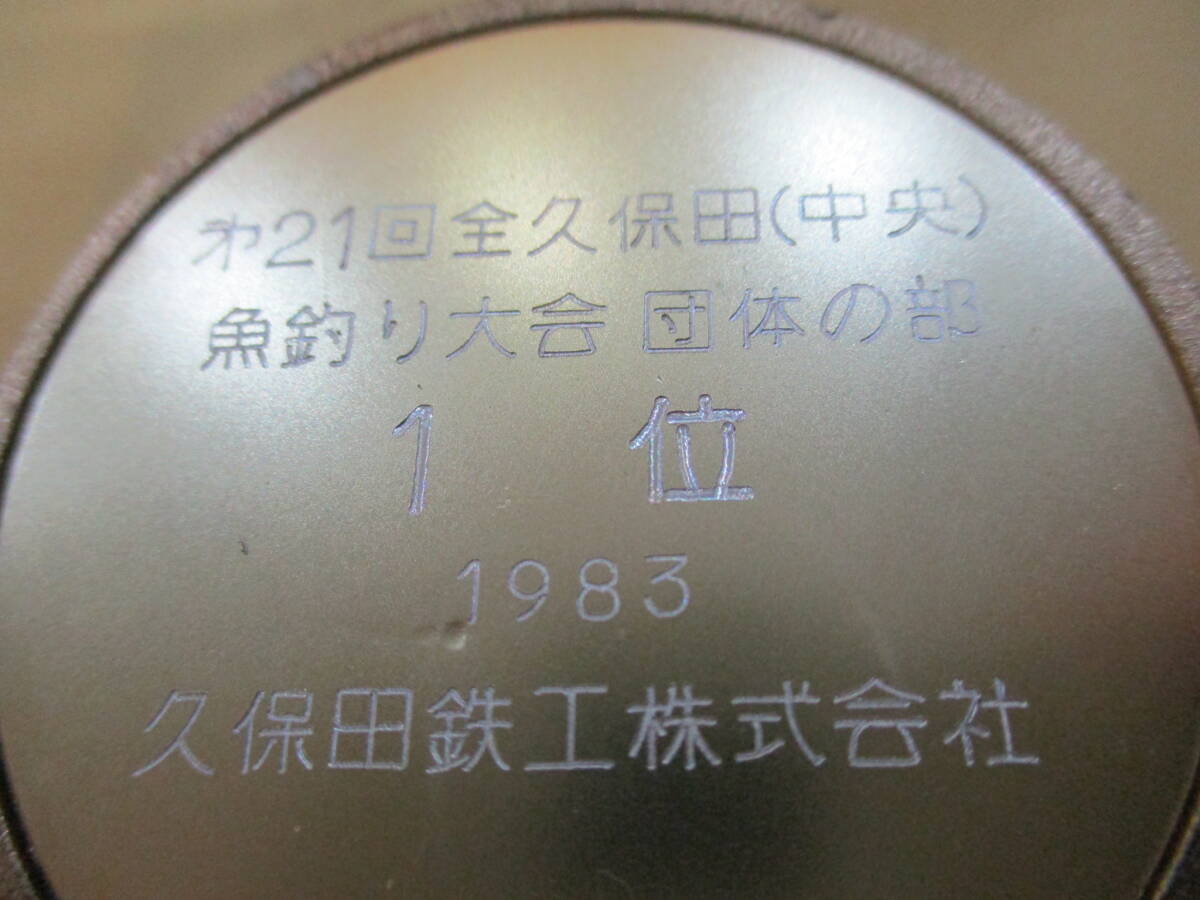 第21回全久保田(中央)
魚釣り大会 団体の部
1 位
1983
久保田鉄工株式会社